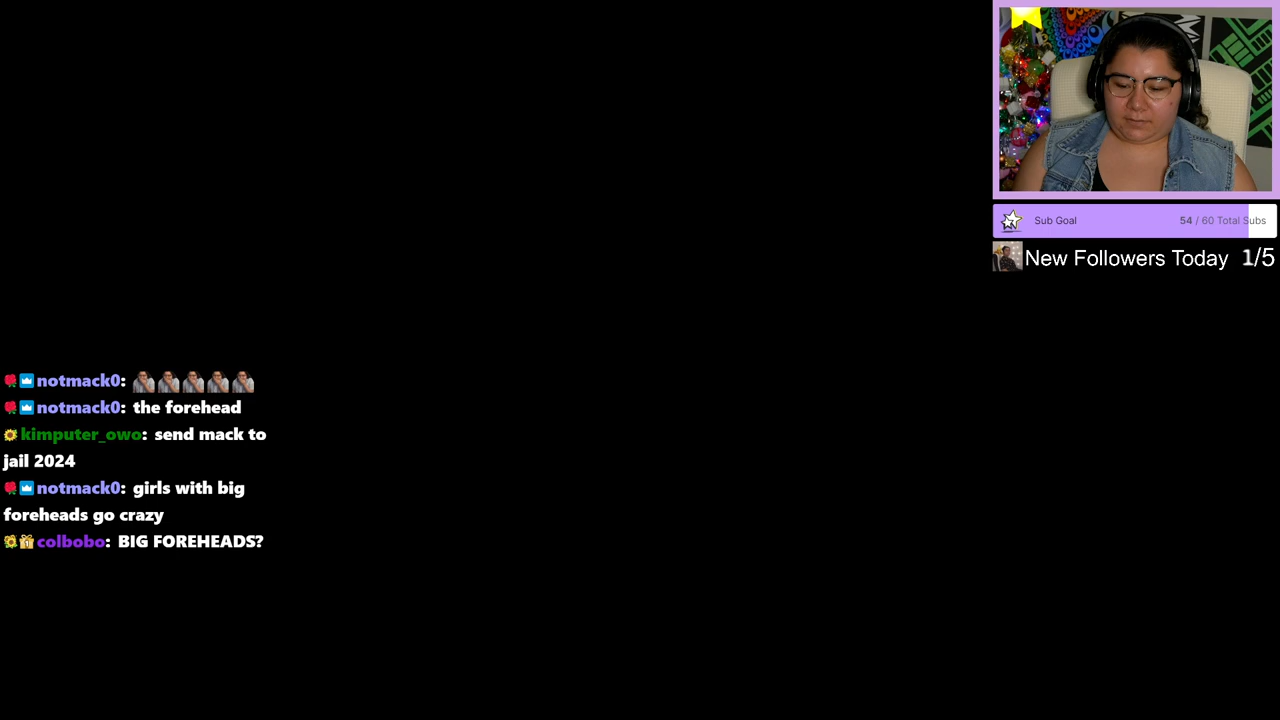 Sub Goal 54 / 60 Total Subs
New Followers Today 1/5
notmack0:
notmack0: the forehead
kimputer_owo: send mack to
jail 2024
notmack0: girls with big
foreheads go crazy
colbobo: BIG FOREHEADS?